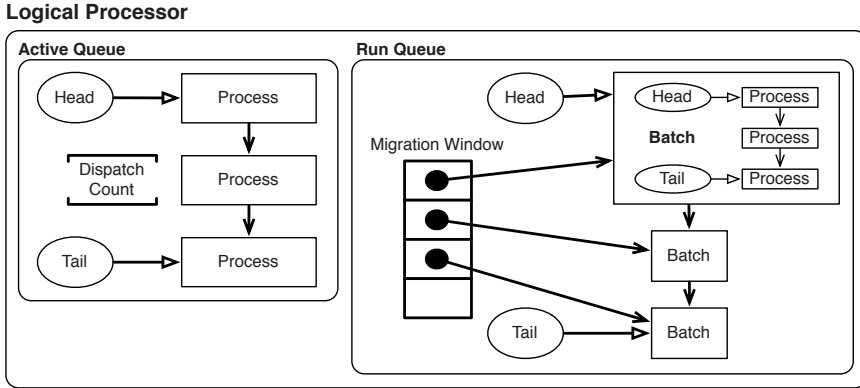 Logical Processor
Active Queue
Head
Process
Dispatch
Count
Process
Tail
Process
Run Queue
Head
Head
Process
Batch
Process
Tail
Process
Migration Window
Batch
Tail
Batch